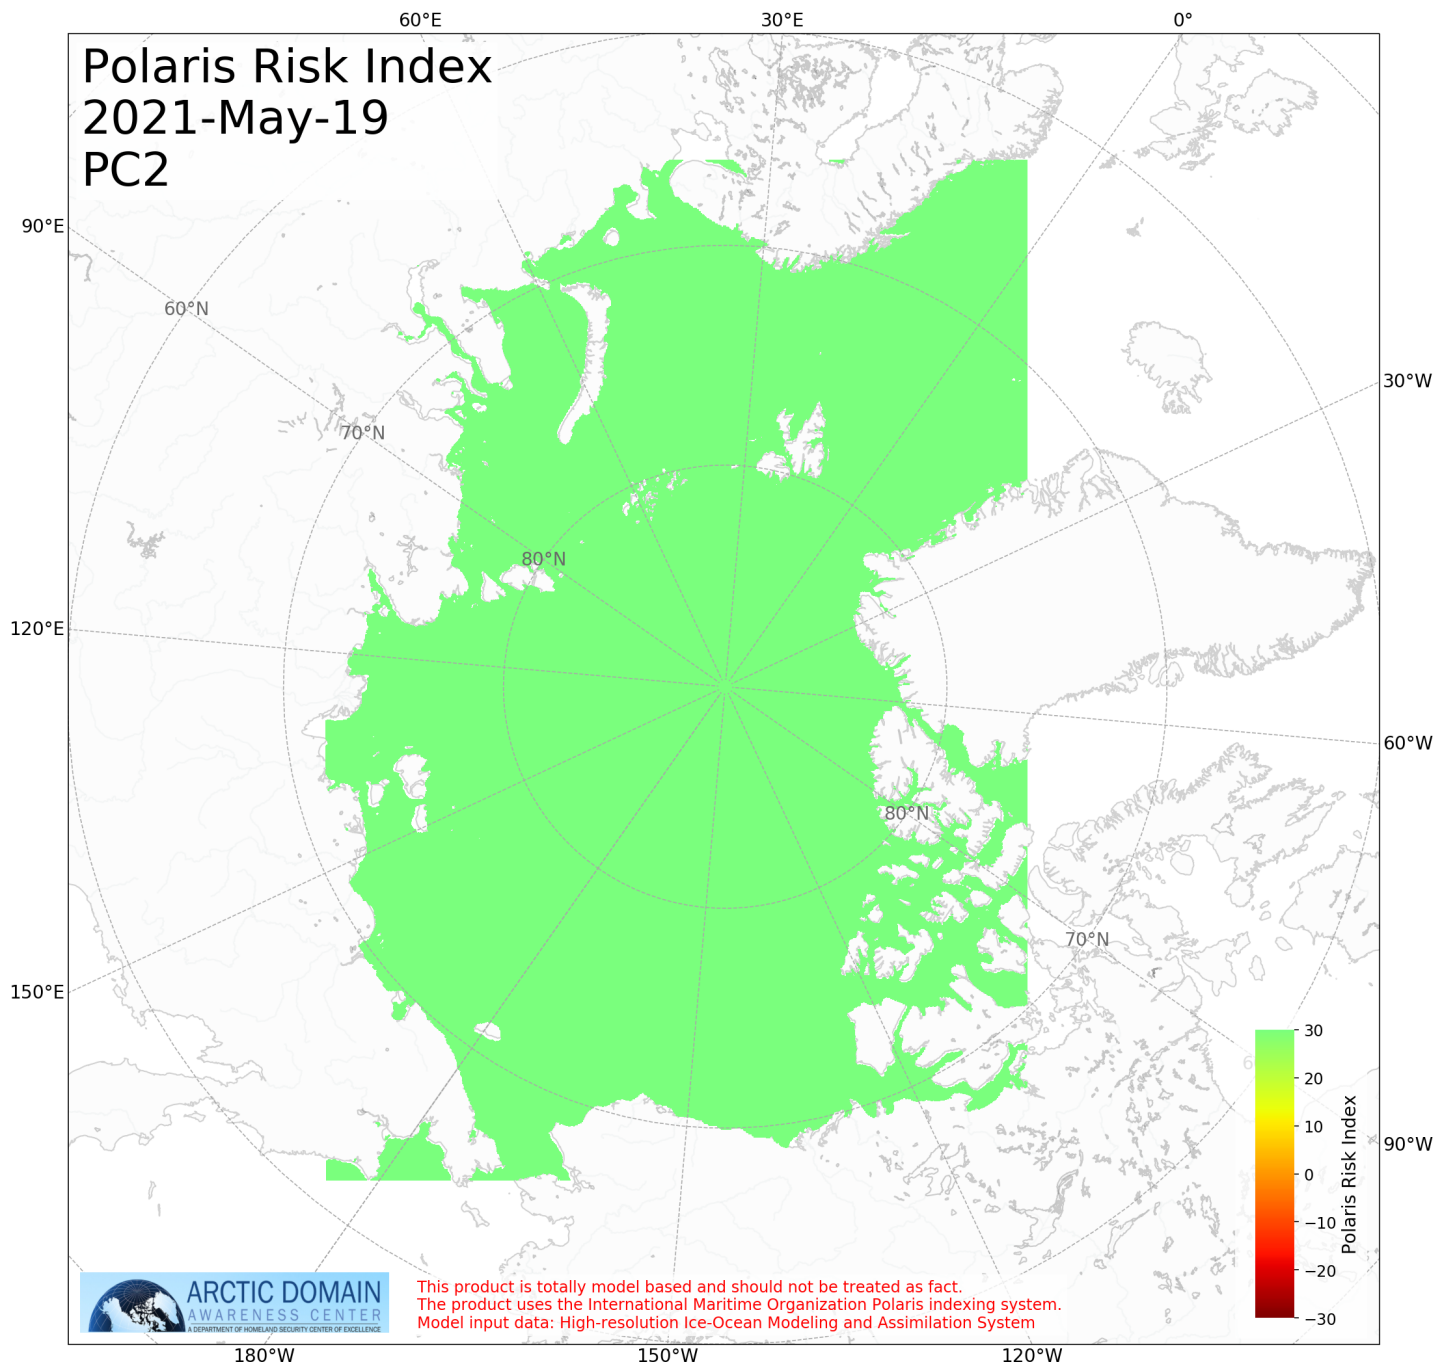 60°E
30°E
0°
Polaris Risk Index
2021-May-19
PC2
90°E
60°N
30°W
70°N
80°N
120°E
60°W
80°N
70°N
150°E
30
20
10
0
−10
−20
−30
Polaris Risk Index
90°W
ARCTIC DOMAIN
AWARENESS CENTER
A DEPARTMENT OF HOMELAND SECURITY CENTER OF EXCELLENCE
This product is totally model based and should not be treated as fact.
The product uses the International Maritime Organization Polaris indexing system.
Model input data: High-resolution Ice-Ocean Modeling and Assimilation System
180°W
150°W
120°W